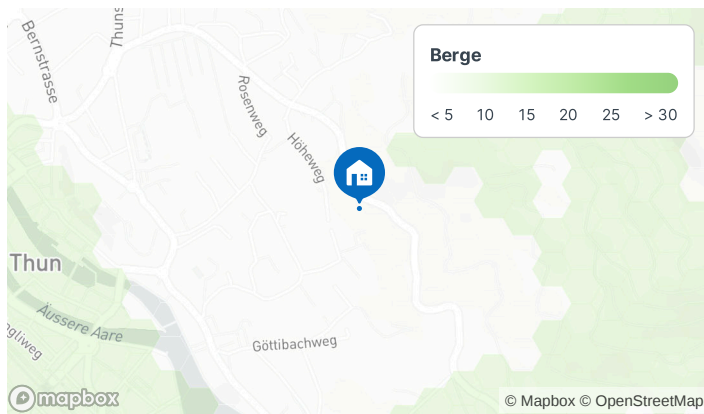 Bernstrasse
Thuns
Berge
< 5 10 15 20 25 > 30
Rosenweg
Höheweg
Thun
Äussere Aare
Göttibachweg
mapbox
© Mapbox © OpenStreetMap